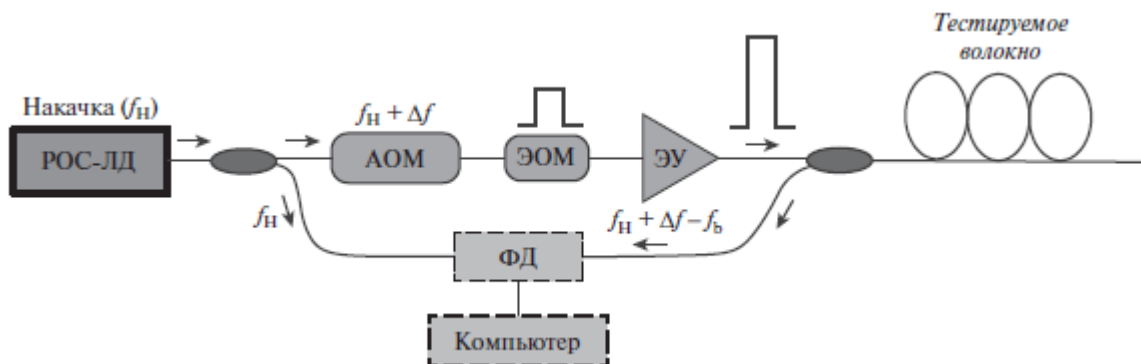 Тестируемое
волокно
Накачка (fН)
fН + Δf
РОС-ЛД
АОМ
ЭОМ
ЭУ
fН
fН + Δf – fb
ФД
Компьютер